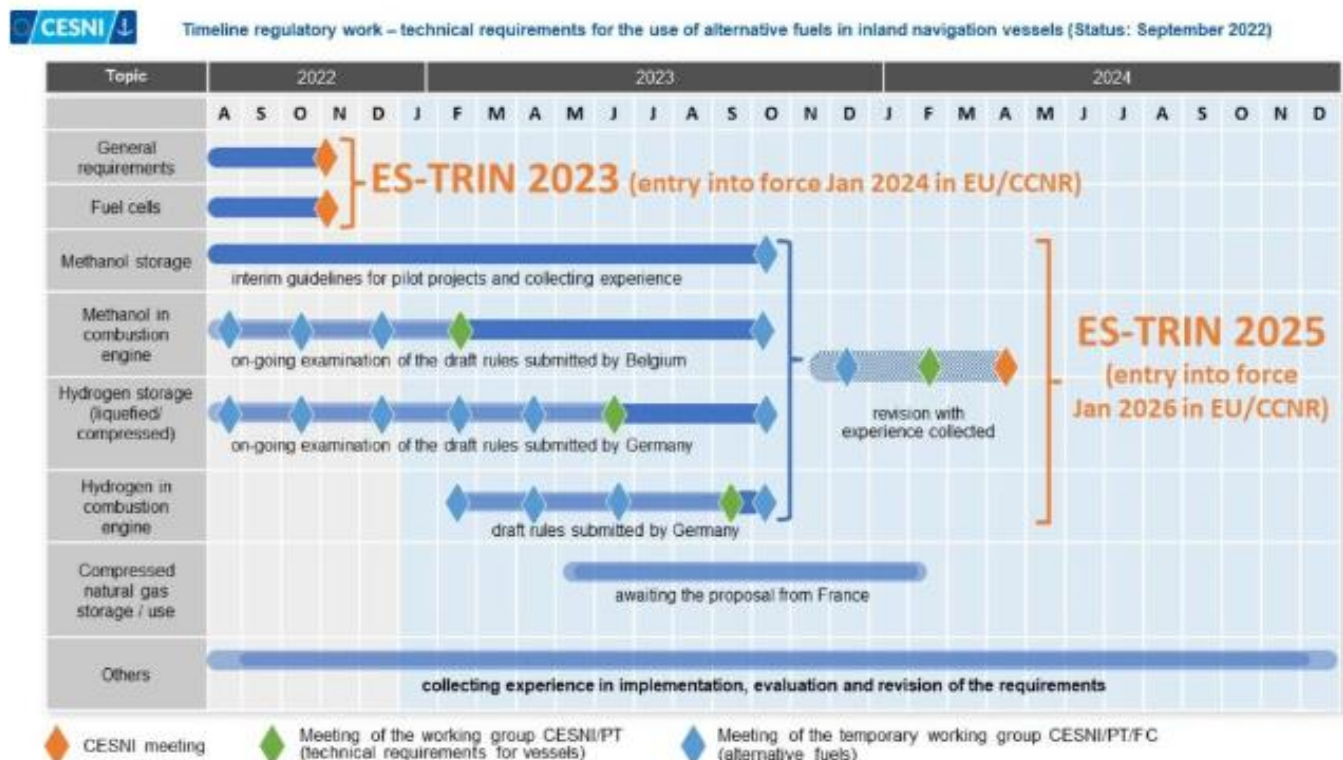 CESNI
Timeline regulatory work – technical requirements for the use of alternative fuels in inland navigation vessels (Status: September 2022)
Topic 2022 2023 2024
A S O N D J F M A M J J A S O N D J F M A M J J A S O N D
General
requirements
Fuel cells
ES-TRIN 2023 (entry into force Jan 2024 in EU/CCNR)
Methanol storage
interim guidelines for pilot projects and collecting experience
Methanol in
combustion
engine
on-going examination of the draft rules submitted by Belgium
Hydrogen storage
(liquefied/
compressed)
on-going examination of the draft rules submitted by Germany
Hydrogen in
combustion
engine
draft rules submitted by Germany
revision with
experience collected
ES-TRIN 2025
(entry into force
Jan 2026 in EU/CCNR)
Compressed
natural gas
storage / use
awaiting the proposal from France
Others
collecting experience in implementation, evaluation and revision of the requirements
CESNI meeting
Meeting of the working group CESNI/PT
(technical requirements for vessels)
Meeting of the temporary working group CESNI/PT/FC
(alternative fuels)